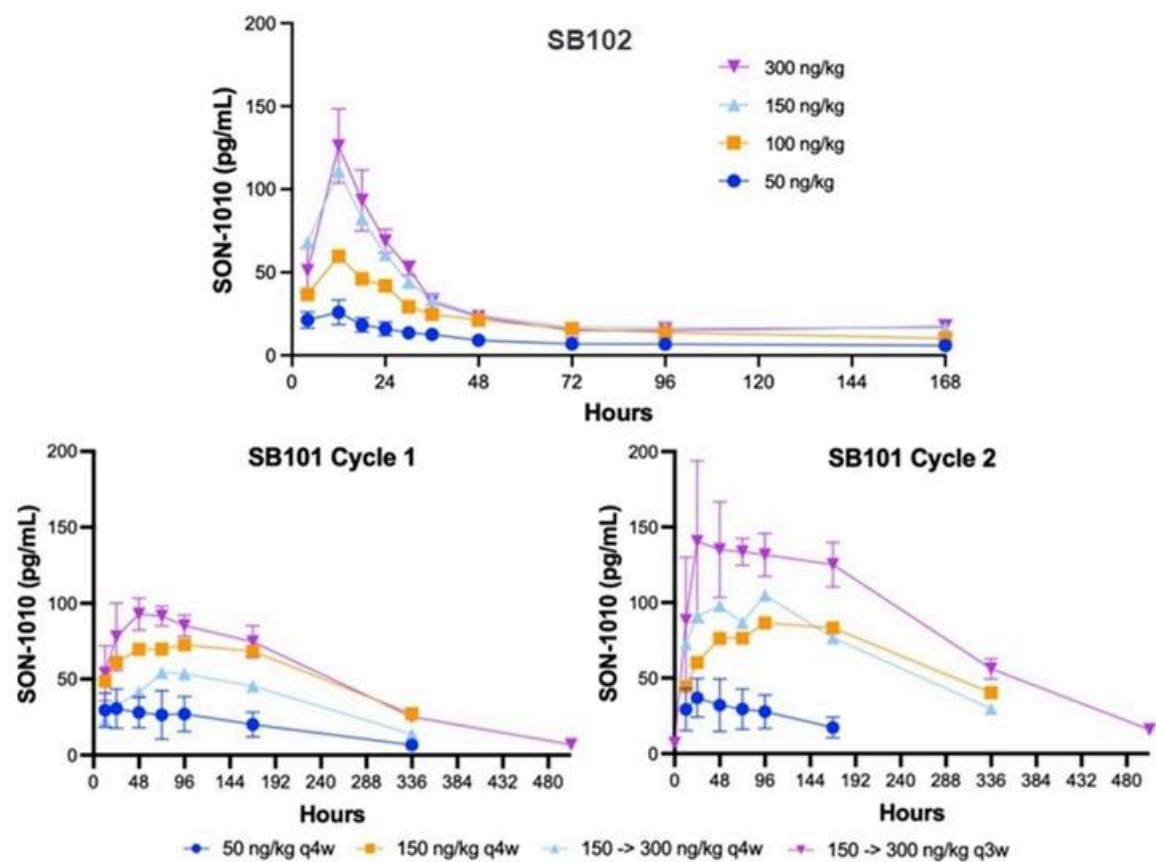 SB102
200
150
100
50
0
SON-1010 (pg/mL)
300 ng/kg
150 ng/kg
100 ng/kg
50 ng/kg
0 24 48 72 96 120 144 168
Hours
SB101 Cycle 1
200
150
100
50
0
SON-1010 (pg/mL)
0 48 96 144 192 240 288 336 384 432 480
Hours
SB101 Cycle 2
200
150
100
50
0
SON-1010 (pg/mL)
0 48 96 144 192 240 288 336 384 432 480
Hours
50 ng/kg q4w 150 ng/kg q4w 150 -> 300 ng/kg q4w 150 -> 300 ng/kg q3w